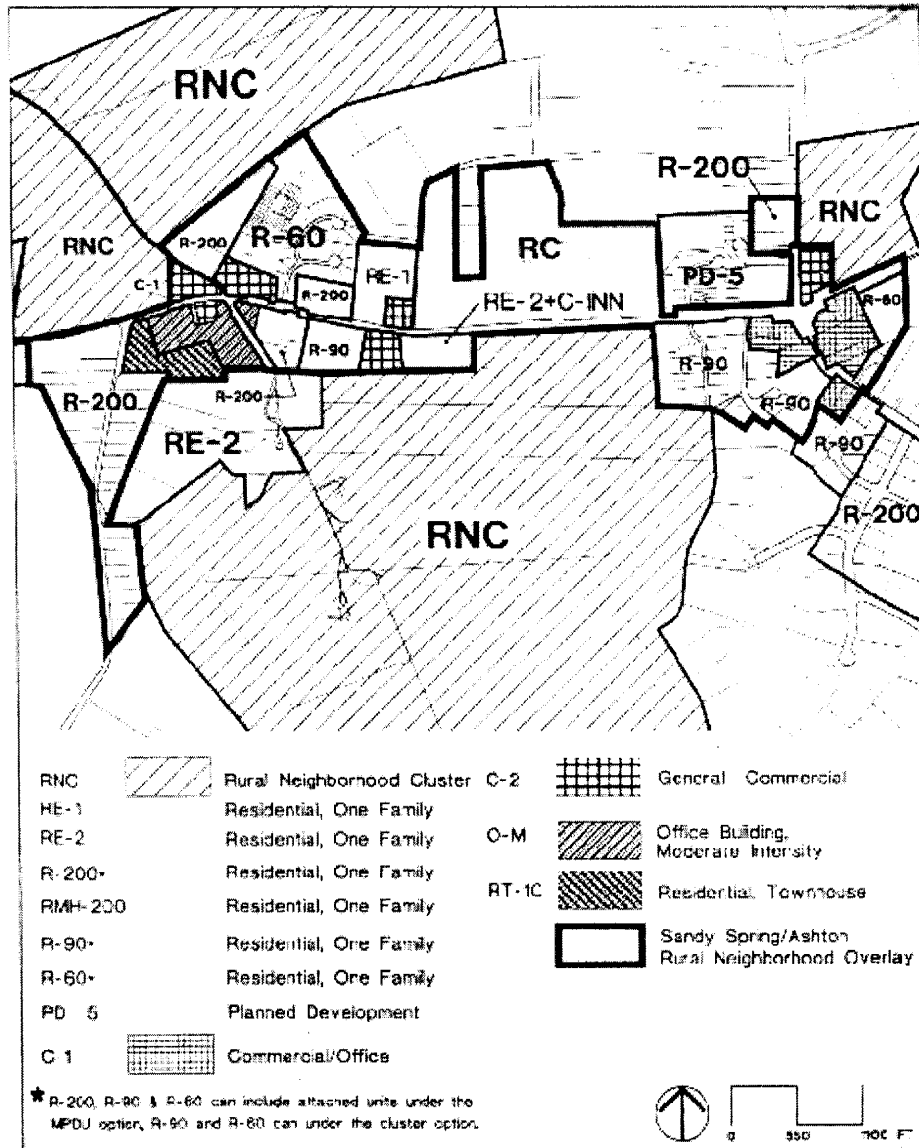 RNC
R-200
RNC
R-200
R-60
RNC
RE-1
RC
PD-5
C-1
R-200
RE-2+C-INN
R-60
R-90
R-90
R-200
R-200
R-90
RE-2
R-90
RNC
R-200
RNC Rural Neighborhood Cluster
RE-1 Residential, One Family
RE-2 Residential, One Family
R-200* Residential, One Family
RMH-200 Residential, One Family
R-90* Residential, One Family
R-60* Residential, One Family
PD 5 Planned Development
C-1 Commercial/Office
C-2 General Commercial
O-M Office Building,
Moderate Intensity
RT-10 Residential, Townhouse
Sandy Spring/Ashton
Rural Neighborhood Overlay
* R-200, R-90 & R-60 can include attached units under the
MPDU option, R-90 and R-60 can under the cluster option.
0 550 1100 FT